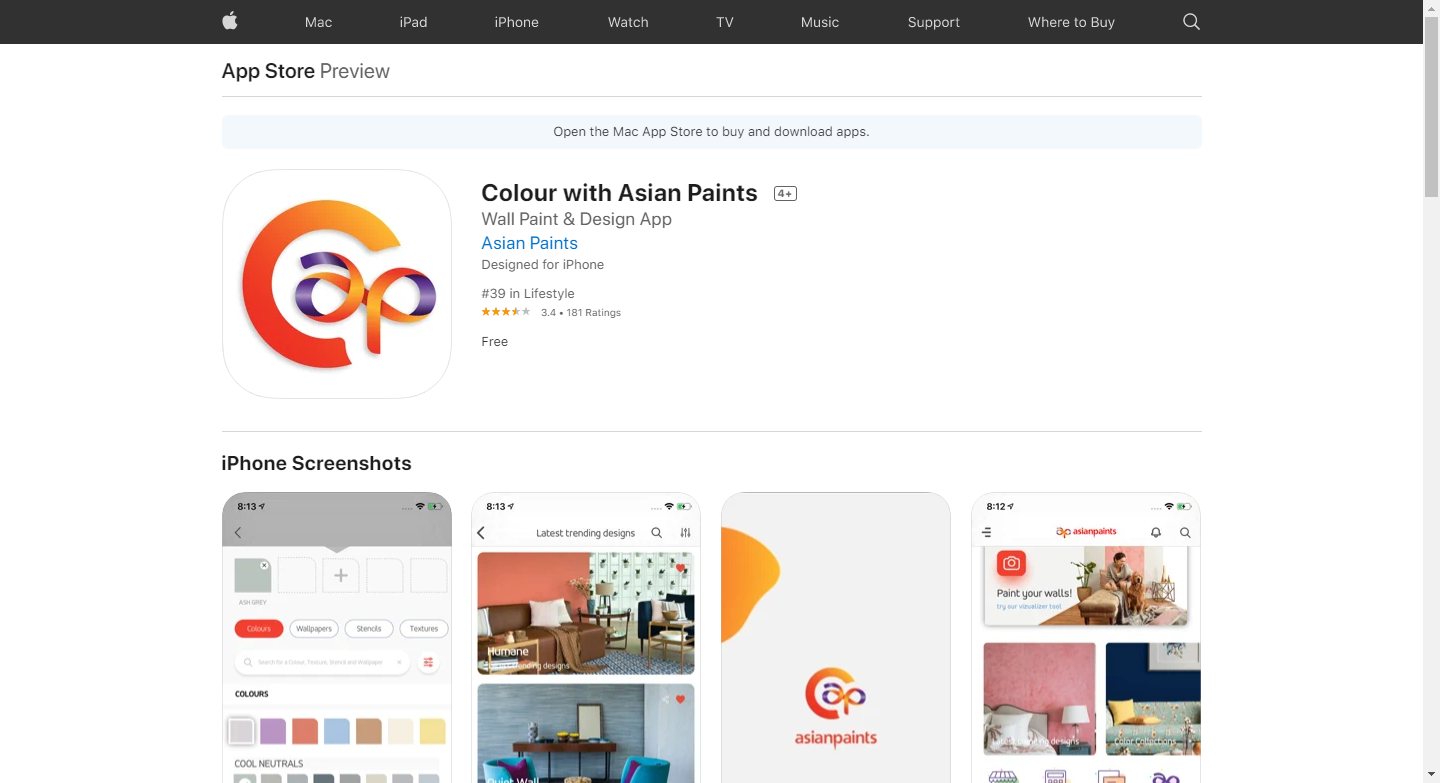 Mac iPad iPhone Watch TV Music Support Where to Buy
App Store Preview
Open the Mac App Store to buy and download apps.
Colour with Asian Paints 4+
Wall Paint & Design App
Asian Paints
Designed for iPhone
#39 in Lifestyle
3.4 • 181 Ratings
Free
iPhone Screenshots
8:13
ASH GREY
Colours Wallpapers Stencils Textures
Search for a Colour, Texture, Stencil and Wallpaper
COLOURS
COOL NEUTRALS
8:13
Latest trending designs
Humane
trending designs
Quiet Wall
ap
asianpaints
8:12
ap asianpaints
Paint your walls!
try our visualizer tool
Latest trending designs
Color Collections